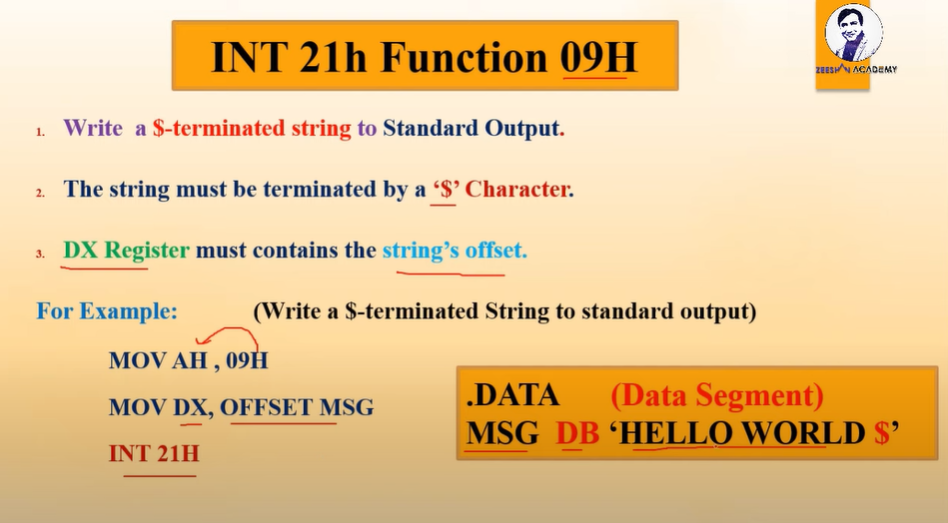 INT 21h Function 09H
ZEESHAN ACADEMY
1. Write a $-terminated string to Standard Output.
2. The string must be terminated by a ‘$’ Character.
3. DX Register must contains the string’s offset.
For Example: (Write a $-terminated String to standard output)
MOV AH , 09H
MOV DX, OFFSET MSG
INT 21H
.DATA (Data Segment)
MSG DB ‘HELLO WORLD $’